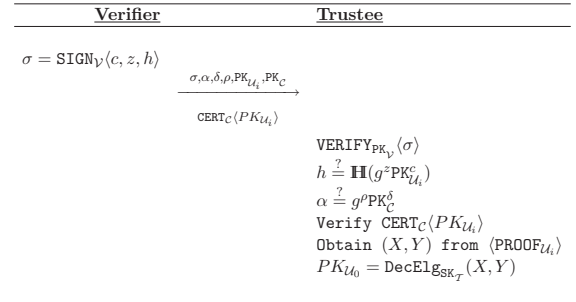 Verifier Trustee
σ = SIGN_𝒱⟨c, z, h⟩
σ,α,δ,ρ,PK_{𝒰_i},PK_𝒞
CERT_𝒞⟨PK_{𝒰_i}⟩
VERIFY_{PK_𝒱}⟨σ⟩
h ≟ ℍ(g^z PK^c_{𝒰_i})
α ≟ g^ρ PK^δ_𝒞
Verify CERT_𝒞⟨PK_{𝒰_i}⟩
Obtain (X, Y) from ⟨PROOF_{𝒰_i}⟩
PK_{𝒰_0} = DecElg_{SK_𝒯}(X, Y)